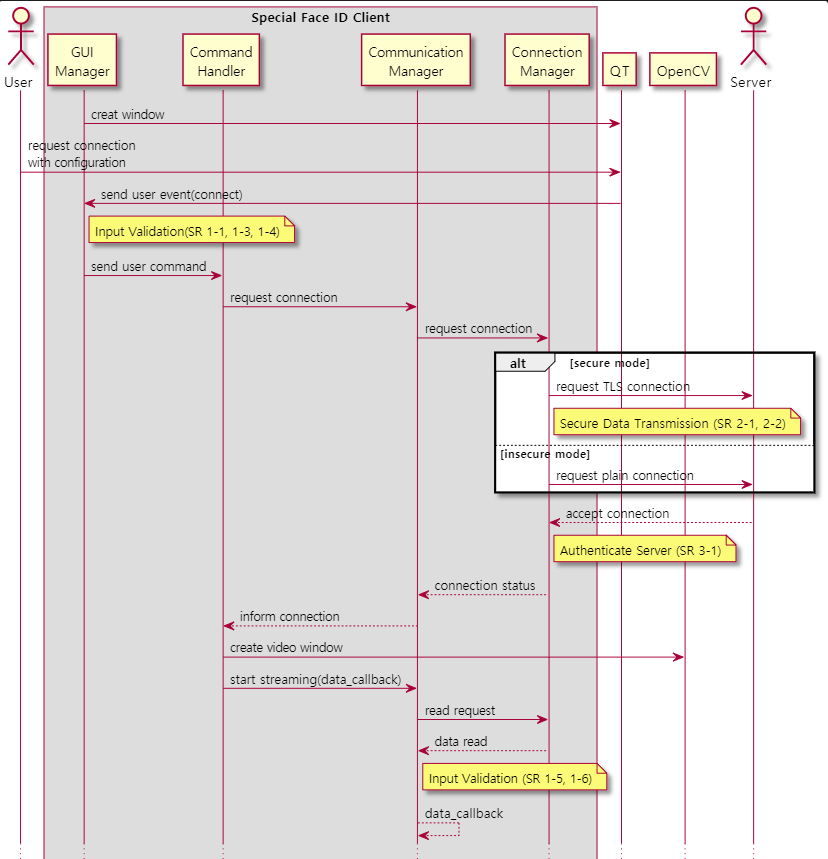 Special Face ID Client
User
GUI
Manager
Command
Handler
Communication
Manager
Connection
Manager
QT
OpenCV
Server
creat window
request connection
with configuration
send user event(connect)
Input Validation(SR 1-1, 1-3, 1-4)
send user command
request connection
request connection
alt [secure mode]
request TLS connection
Secure Data Transmission (SR 2-1, 2-2)
[insecure mode]
request plain connection
accept connection
Authenticate Server (SR 3-1)
connection status
inform connection
create video window
start streaming(data_callback)
read request
data read
Input Validation (SR 1-5, 1-6)
data_callback